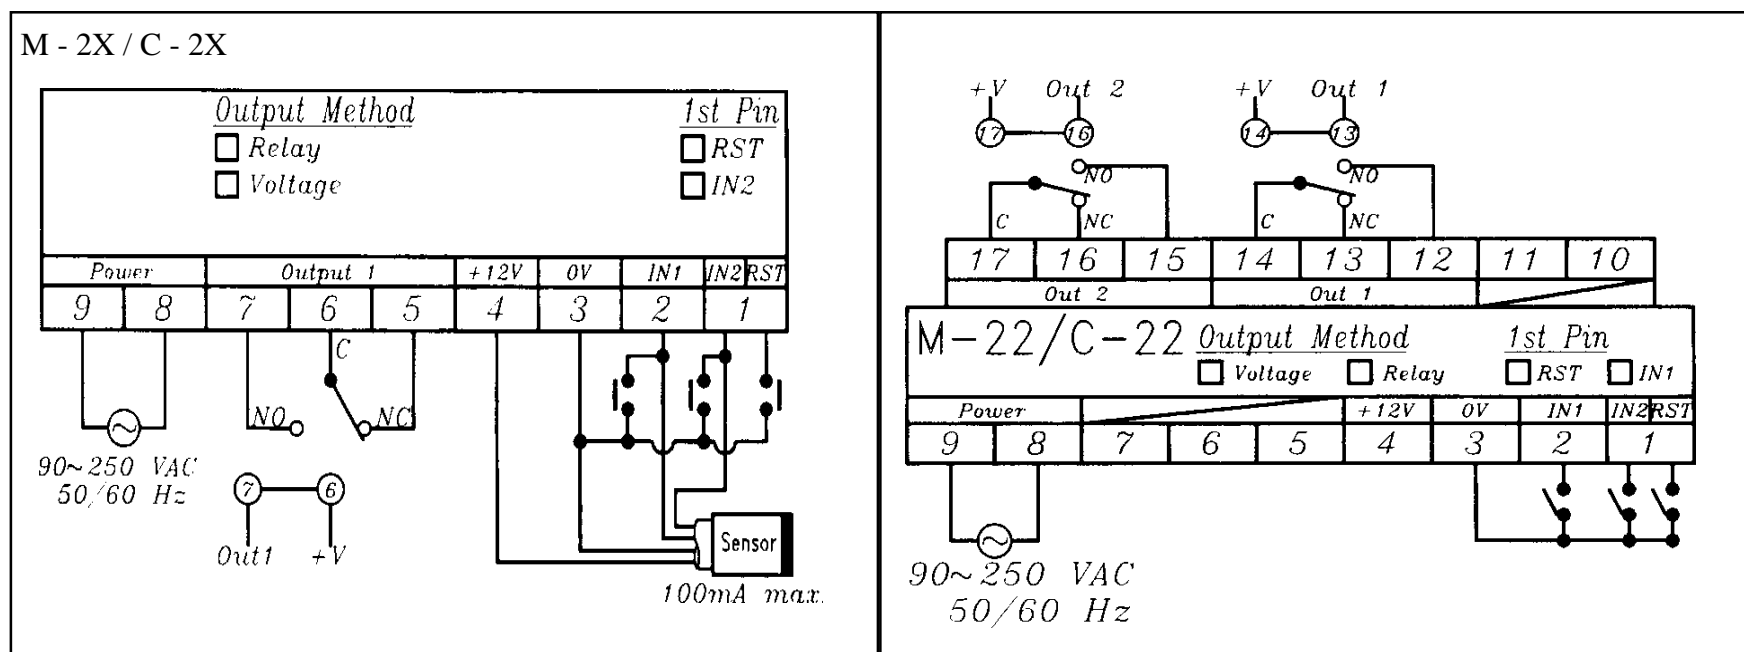 M - 2X / C - 2X
Output Method
1st Pin
Relay
RST
Voltage
IN2
Power
Output 1
+12V
0V
IN1
IN2
RST
9
8
7
6
5
4
3
2
1
C
NO
NC
90~250 VAC
50/60 Hz
7
6
Out1
+V
Sensor
100mA max.
+V
Out 2
+V
Out 1
17
16
14
13
NO
NO
C
NC
C
NC
17
16
15
14
13
12
11
10
Out 2
Out 1
M-22/C-22
Output Method
1st Pin
Voltage
Relay
RST
IN1
Power
+12V
0V
IN1
IN2
RST
9
8
7
6
5
4
3
2
1
90~250 VAC
50/60 Hz